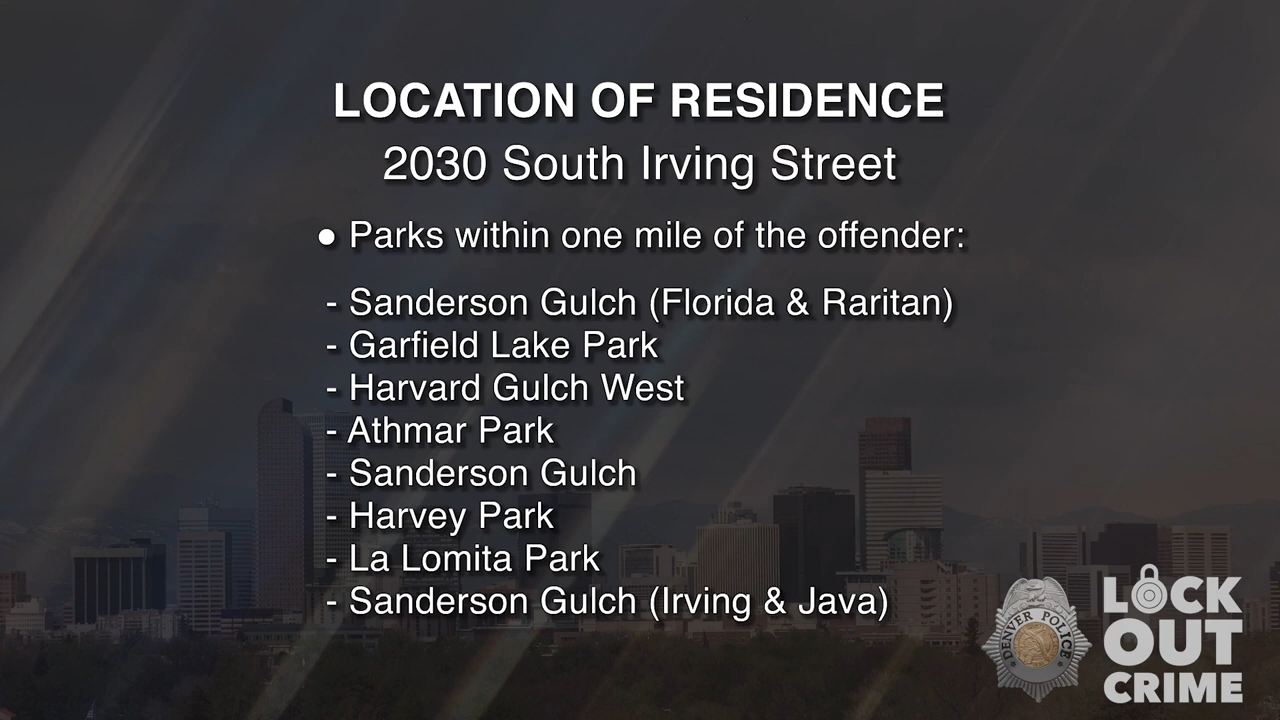 LOCATION OF RESIDENCE
2030 South Irving Street
● Parks within one mile of the offender:
- Sanderson Gulch (Florida & Raritan)
- Garfield Lake Park
- Harvard Gulch West
- Athmar Park
- Sanderson Gulch
- Harvey Park
- La Lomita Park
- Sanderson Gulch (Irving & Java)
DENVER POLICE
LOCK
OUT
CRIME